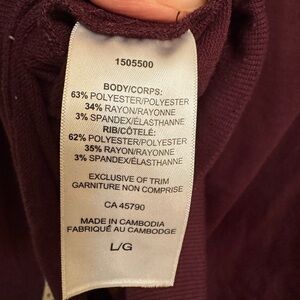 1505500
BODY/CORPS:
63% POLYESTER/POLYESTER
34% RAYON/RAYONNE
3% SPANDEX/ÉLASTHANNE
RIB/CÔTELÉ:
62% POLYESTER/POLYESTER
35% RAYON/RAYONNE
3% SPANDEX/ÉLASTHANNE
EXCLUSIVE OF TRIM
GARNITURE NON COMPRISE
CA 45790
MADE IN CAMBODIA
FABRIQUÉ AU CAMBODGE
L/G